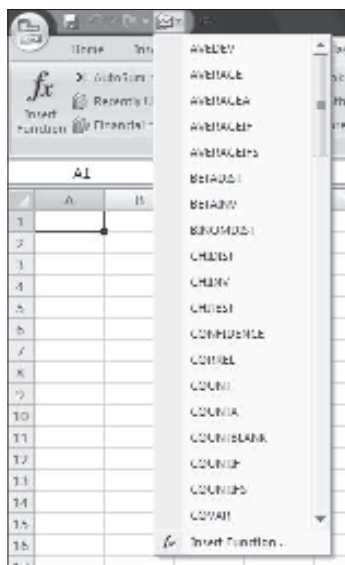 Home
fx
AutoSum
Insert Function
Recently U
Financial
A1
A B
1
2
3
4
5
6
7
8
9
10
11
12
13
14
15
16
AVEDEV
AVERAGE
AVERAGEA
AVERAGEIF
AVERAGEIFS
BETADIST
BETAINV
BINOMDIST
CHIDIST
CHIINV
CHITEST
CONFIDENCE
CORREL
COUNT
COUNTA
COUNTBLANK
COUNTIF
COUNTIFS
COVAR
fx Insert Function...